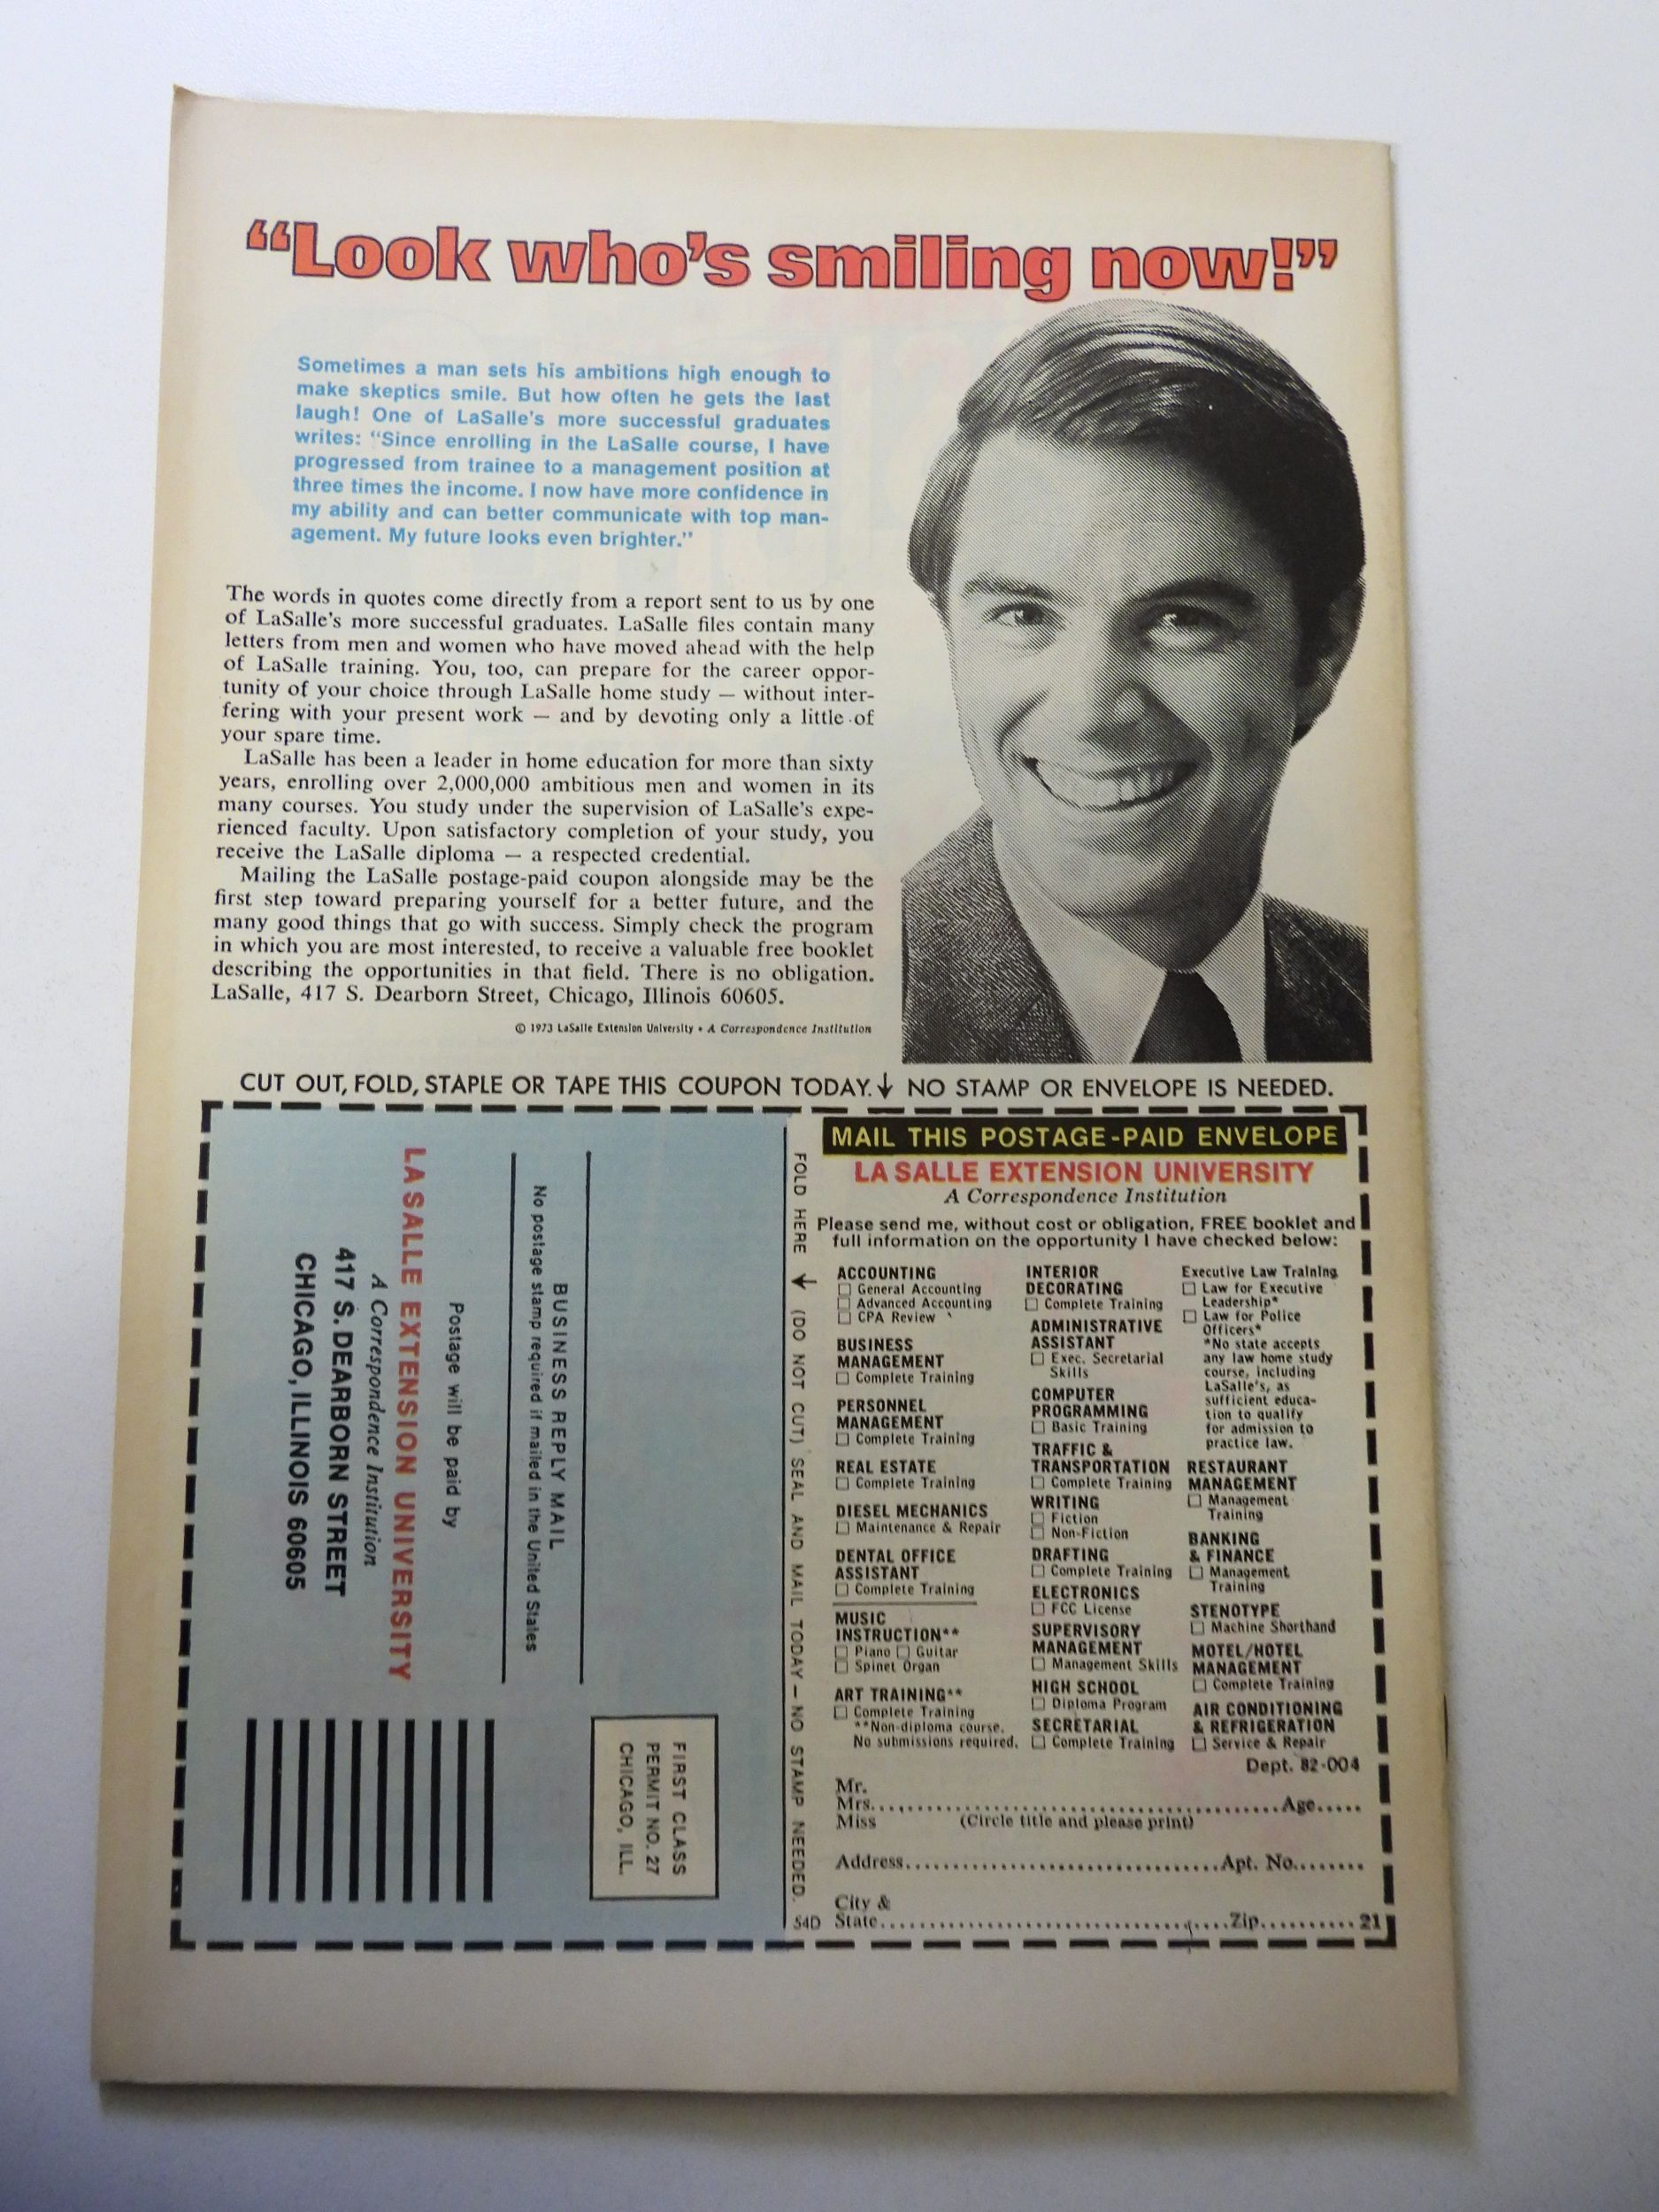 “Look who’s smiling now!”
Sometimes a man sets his ambitions high enough to
make skeptics smile. But how often he gets the last
laugh! One of LaSalle’s more successful graduates
writes: “Since enrolling in the LaSalle course, I have
progressed from trainee to a management position at
three times the income. I now have more confidence in
my ability and can better communicate with top man-
agement. My future looks even brighter.”
The words in quotes come directly from a report sent to us by one
of LaSalle’s more successful graduates. LaSalle files contain many
letters from men and women who have moved ahead with the help
of LaSalle training. You, too, can prepare for the career oppor-
tunity of your choice through LaSalle home study — without inter-
fering with your present work — and by devoting only a little of
your spare time.
LaSalle has been a leader in home education for more than sixty
years, enrolling over 2,000,000 ambitious men and women in its
many courses. You study under the supervision of LaSalle’s expe-
rienced faculty. Upon satisfactory completion of your study, you
receive the LaSalle diploma — a respected credential.
Mailing the LaSalle postage-paid coupon alongside may be the
first step toward preparing yourself for a better future, and the
many good things that go with success. Simply check the program
in which you are most interested, to receive a valuable free booklet
describing the opportunities in that field. There is no obligation.
LaSalle, 417 S. Dearborn Street, Chicago, Illinois 60605.
© 1973 LaSalle Extension University • A Correspondence Institution
CUT OUT, FOLD, STAPLE OR TAPE THIS COUPON TODAY. ↓ NO STAMP OR ENVELOPE IS NEEDED.
FIRST CLASS
PERMIT NO. 27
CHICAGO, ILL.
BUSINESS REPLY MAIL
No postage stamp required if mailed in the United States
Postage will be paid by
LA SALLE EXTENSION UNIVERSITY
A Correspondence Institution
417 S. DEARBORN STREET
CHICAGO, ILLINOIS 60605
FOLD HERE → (DO NOT CUT) SEAL AND MAIL TODAY — NO STAMP NEEDED.
S4D
MAIL THIS POSTAGE-PAID ENVELOPE
LA SALLE EXTENSION UNIVERSITY
A Correspondence Institution
Please send me, without cost or obligation, FREE booklet and
full information on the opportunity I have checked below:
ACCOUNTING
☐ General Accounting
☐ Advanced Accounting
☐ CPA Review
BUSINESS
MANAGEMENT
☐ Complete Training
PERSONNEL
MANAGEMENT
☐ Complete Training
REAL ESTATE
☐ Complete Training
DIESEL MECHANICS
☐ Maintenance & Repair
DENTAL OFFICE
ASSISTANT
☐ Complete Training
MUSIC
INSTRUCTION**
☐ Piano ☐ Guitar
☐ Spinet Organ
ART TRAINING**
☐ Complete Training
**Non-diploma course.
No submissions required.
INTERIOR
DECORATING
☐ Complete Training
ADMINISTRATIVE
ASSISTANT
☐ Exec. Secretarial
Skills
COMPUTER
PROGRAMMING
☐ Basic Training
TRAFFIC &
TRANSPORTATION
☐ Complete Training
WRITING
☐ Fiction
☐ Non-Fiction
DRAFTING
☐ Complete Training
ELECTRONICS
☐ FCC License
SUPERVISORY
MANAGEMENT
☐ Management Skills
HIGH SCHOOL
☐ Diploma Program
SECRETARIAL
☐ Complete Training
Executive Law Training
☐ Law for Executive
Leadership*
☐ Law for Police
Officers*
*No state accepts
any law home study
course, including
LaSalle’s, as
sufficient educa-
tion to qualify
for admission to
practice law.
RESTAURANT
MANAGEMENT
☐ Management
Training
BANKING
& FINANCE
☐ Management
Training
STENOTYPE
☐ Machine Shorthand
MOTEL/HOTEL
MANAGEMENT
☐ Complete Training
AIR CONDITIONING
& REFRIGERATION
☐ Service & Repair
Dept. 82-004
Mr.
Mrs. Age
Miss (Circle title and please print)
Address Apt. No.
City &
State Zip 21